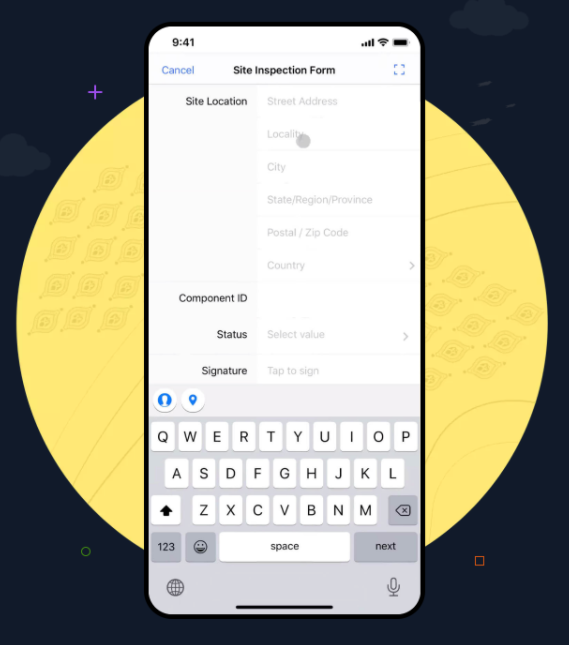 9:41
Cancel Site Inspection Form
Site Location Street Address
Locality
City
State/Region/Province
Postal / Zip Code
Country
Component ID
Status Select value
Signature Tap to sign
Q W E R T Y U I O P
A S D F G H J K L
Z X C V B N M
123 space next